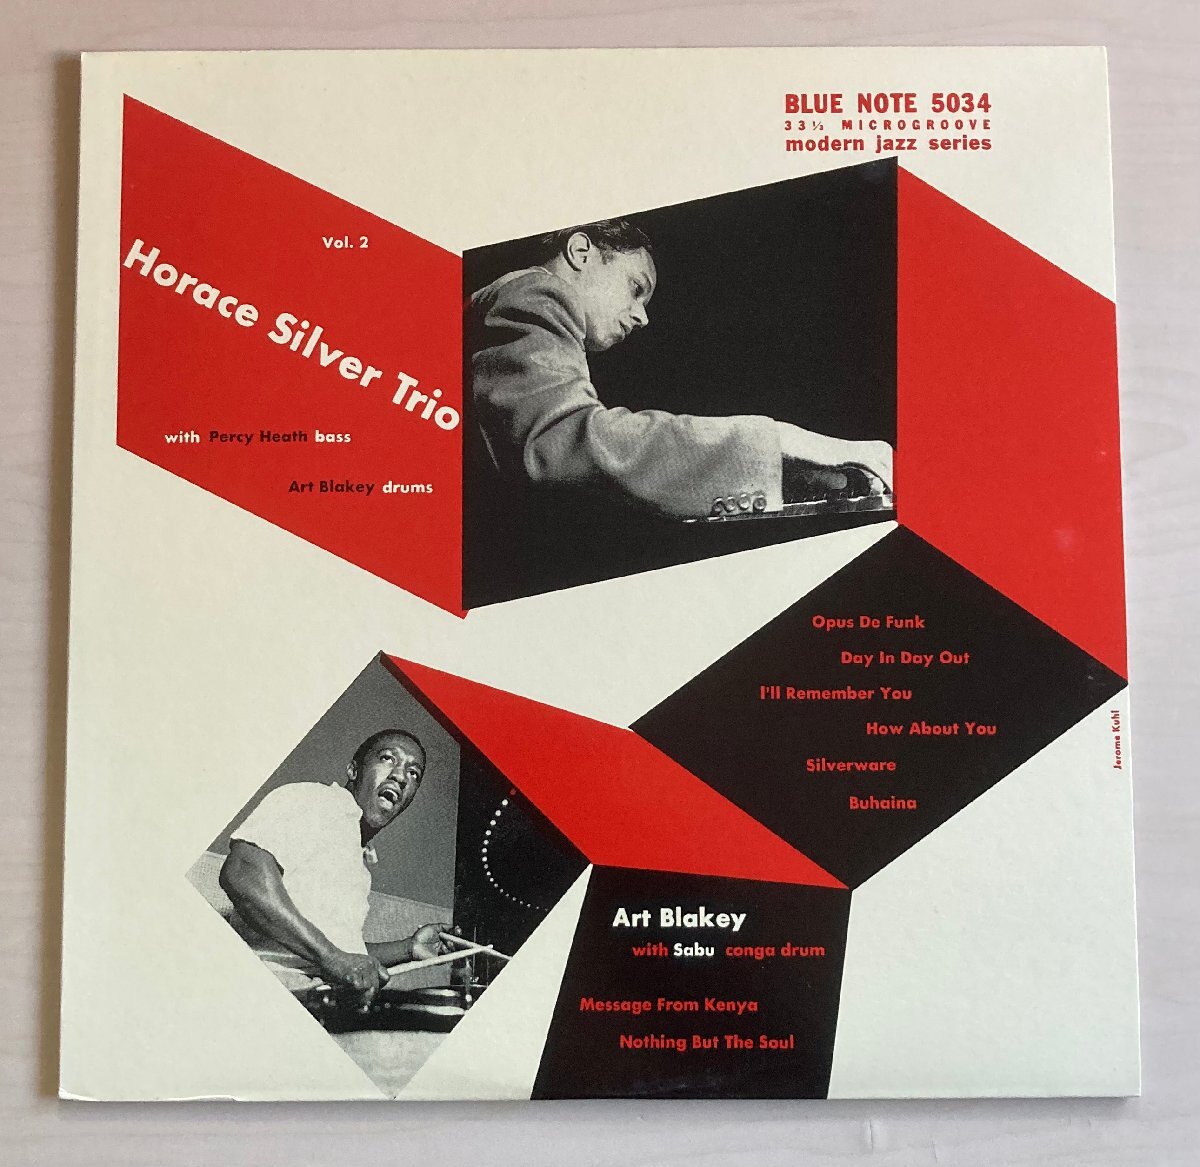 BLUE NOTE 5034
33⅓ MICROGROOVE
modern jazz series
Vol. 2
Horace Silver Trio
with Percy Heath bass
Art Blakey drums
Opus De Funk
Day In Day Out
I'll Remember You
How About You
Silverware
Buhaina
Jerome Kuhl
Art Blakey
with Sabu conga drum
Message From Kenya
Nothing But The Soul